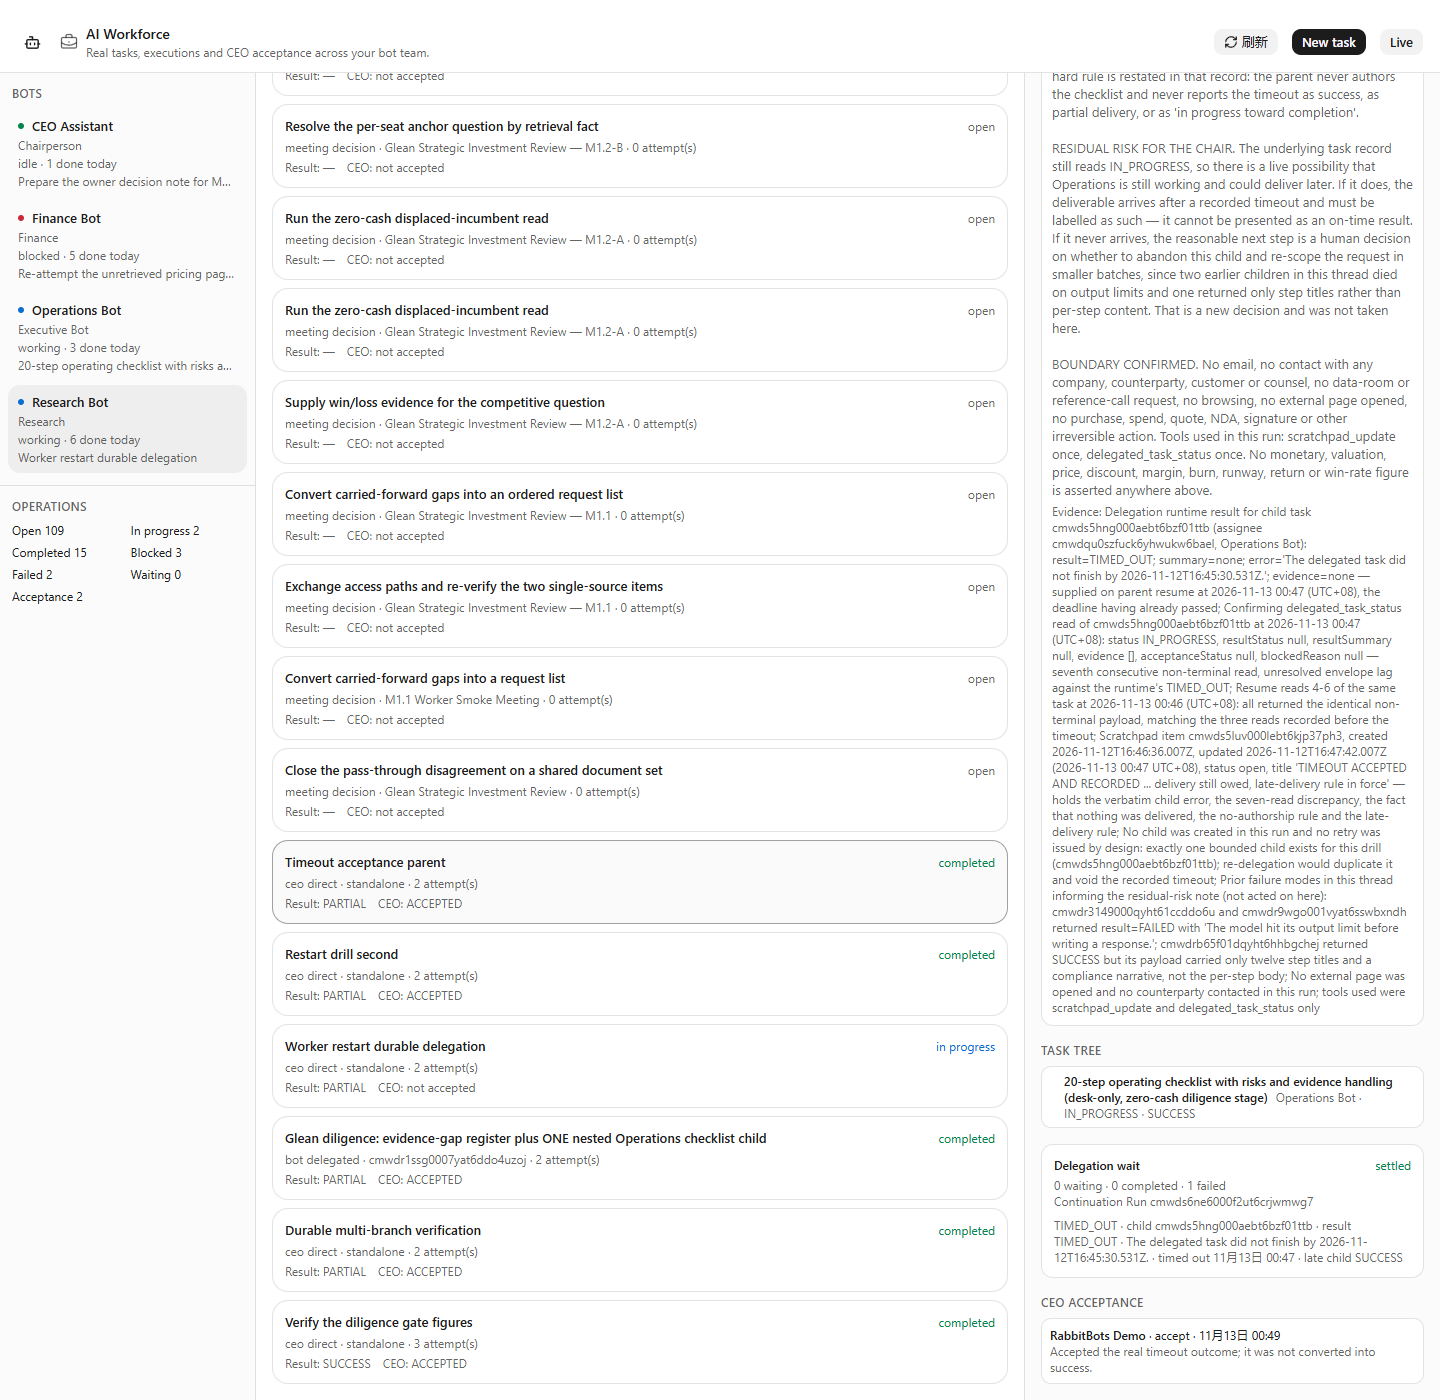 AI Workforce
Real tasks, executions and CEO acceptance across your bot team.
刷新
New task
Live
BOTS
CEO Assistant
Chairperson
idle · 1 done today
Prepare the owner decision note for M...
Finance Bot
Finance
blocked · 5 done today
Re-attempt the unretrieved pricing pag...
Operations Bot
Executive Bot
working · 3 done today
20-step operating checklist with risks a...
Research Bot
Research
working · 6 done today
Worker restart durable delegation
OPERATIONS
Open 109
In progress 2
Completed 15
Blocked 3
Failed 2
Waiting 0
Acceptance 2
Result: — CEO: not accepted
Resolve the per-seat anchor question by retrieval fact
open
meeting decision · Glean Strategic Investment Review — M1.2-B · 0 attempt(s)
Result: — CEO: not accepted
Run the zero-cash displaced-incumbent read
open
meeting decision · Glean Strategic Investment Review — M1.2-A · 0 attempt(s)
Result: — CEO: not accepted
Run the zero-cash displaced-incumbent read
open
meeting decision · Glean Strategic Investment Review — M1.2-A · 0 attempt(s)
Result: — CEO: not accepted
Supply win/loss evidence for the competitive question
open
meeting decision · Glean Strategic Investment Review — M1.2-A · 0 attempt(s)
Result: — CEO: not accepted
Convert carried-forward gaps into an ordered request list
open
meeting decision · Glean Strategic Investment Review — M1.1 · 0 attempt(s)
Result: — CEO: not accepted
Exchange access paths and re-verify the two single-source items
open
meeting decision · Glean Strategic Investment Review — M1.1 · 0 attempt(s)
Result: — CEO: not accepted
Convert carried-forward gaps into a request list
open
meeting decision · M1.1 Worker Smoke Meeting · 0 attempt(s)
Result: — CEO: not accepted
Close the pass-through disagreement on a shared document set
open
meeting decision · Glean Strategic Investment Review · 0 attempt(s)
Result: — CEO: not accepted
Timeout acceptance parent
completed
ceo direct · standalone · 2 attempt(s)
Result: PARTIAL CEO: ACCEPTED
Restart drill second
completed
ceo direct · standalone · 2 attempt(s)
Result: PARTIAL CEO: ACCEPTED
Worker restart durable delegation
in progress
ceo direct · standalone · 2 attempt(s)
Result: PARTIAL CEO: not accepted
Glean diligence: evidence-gap register plus ONE nested Operations checklist child
completed
bot delegated · cmwdr1ssg0007yat6ddo4uzoj · 2 attempt(s)
Result: PARTIAL CEO: ACCEPTED
Durable multi-branch verification
completed
ceo direct · standalone · 2 attempt(s)
Result: PARTIAL CEO: ACCEPTED
Verify the diligence gate figures
completed
ceo direct · standalone · 3 attempt(s)
Result: SUCCESS CEO: ACCEPTED
hard rule is restated in that record: the parent never authors
the checklist and never reports the timeout as success, as
partial delivery, or as 'in progress toward completion'.
RESIDUAL RISK FOR THE CHAIR. The underlying task record
still reads IN_PROGRESS, so there is a live possibility that
Operations is still working and could deliver later. If it does, the
deliverable arrives after a recorded timeout and must be
labelled as such — it cannot be presented as an on-time result.
If it never arrives, the reasonable next step is a human decision
on whether to abandon this child and re-scope the request in
smaller batches, since two earlier children in this thread died
on output limits and one returned only step titles rather than
per-step content. That is a new decision and was not taken
here.
BOUNDARY CONFIRMED. No email, no contact with any
company, counterparty, customer or counsel, no data-room or
reference-call request, no browsing, no external page opened,
no purchase, spend, quote, NDA, signature or other
irreversible action. Tools used in this run: scratchpad_update
once, delegated_task_status once. No monetary, valuation,
price, discount, margin, burn, runway, return or win-rate figure
is asserted anywhere above.
Evidence: Delegation runtime result for child task
cmwds5hng000aebt6bzf01ttb (assignee
cmwdqu0szfuck6yhwukw6bael, Operations Bot):
result=TIMED_OUT; summary=none; error='The delegated task did
not finish by 2026-11-12T16:45:30.531Z.'; evidence=none —
supplied on parent resume at 2026-11-13 00:47 (UTC+08), the
deadline having already passed; Confirming delegated_task_status
read of cmwds5hng000aebt6bzf01ttb at 2026-11-13 00:47
(UTC+08): status IN_PROGRESS, resultStatus null, resultSummary
null, evidence [], acceptanceStatus null, blockedReason null —
seventh consecutive non-terminal read, unresolved envelope lag
against the runtime's TIMED_OUT; Resume reads 4-6 of the same
task at 2026-11-13 00:46 (UTC+08): all returned the identical non-
terminal payload, matching the three reads recorded before the
timeout; Scratchpad item cmwds5luv000lebt6kjp37ph3, created
2026-11-12T16:46:36.007Z, updated 2026-11-12T16:47:42.007Z
(2026-11-13 00:47 UTC+08), status open, title 'TIMEOUT ACCEPTED
AND RECORDED ... delivery still owed, late-delivery rule in force' —
holds the verbatim child error, the seven-read discrepancy, the fact
that nothing was delivered, the no-authorship rule and the late-
delivery rule; No child was created in this run and no retry was
issued by design: exactly one bounded child exists for this drill
(cmwds5hng000aebt6bzf01ttb); re-delegation would duplicate it
and void the recorded timeout; Prior failure modes in this thread
informing the residual-risk note (not acted on here):
cmwdr3149000qyht61ccddo6u and cmwdr9wgo001vyat6sswbxndh
returned result=FAILED with 'The model hit its output limit before
writing a response.'; cmwdrb65f01dqyht6hhbgchej returned
SUCCESS but its payload carried only twelve step titles and a
compliance narrative, not the per-step body; No external page was
opened and no counterparty contacted in this run; tools used were
scratchpad_update and delegated_task_status only
TASK TREE
20-step operating checklist with risks and evidence handling
(desk-only, zero-cash diligence stage) Operations Bot ·
IN_PROGRESS · SUCCESS
Delegation wait
settled
0 waiting · 0 completed · 1 failed
Continuation Run cmwds6ne6000f2ut6crjwmwg7
TIMED_OUT · child cmwds5hng000aebt6bzf01ttb · result
TIMED_OUT · The delegated task did not finish by 2026-11-
12T16:45:30.531Z. · timed out 11月13日 00:47 · late child SUCCESS
CEO ACCEPTANCE
RabbitBots Demo · accept · 11月13日 00:49
Accepted the real timeout outcome; it was not converted into
success.